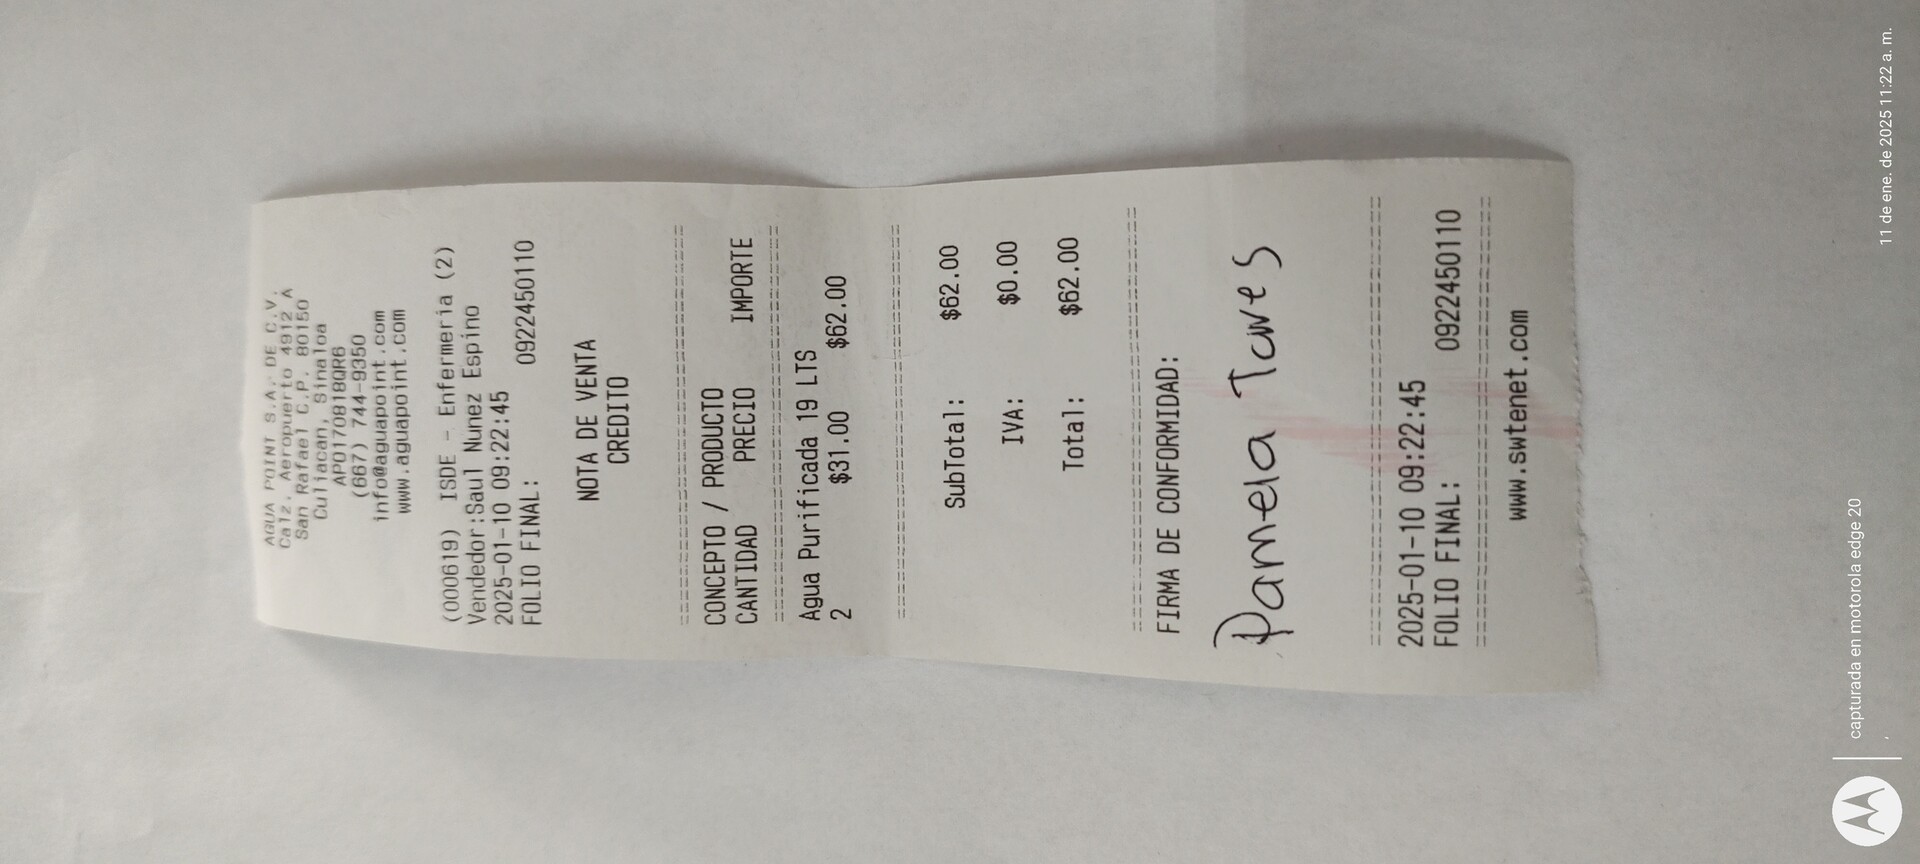 AGUA POINT S.A. DE C.V.
Calz. Aeropuerto 4912 A
San Rafael C.P. 80150
Culiacan, Sinaloa
APO170818QR6
(667) 744-9350
info@aguapoint.com
www.aguapoint.com
(000619) ISDE - Enfermeria (2)
Vendedor:Saul Nunez Espino
2025-01-10 09:22:45
FOLIO FINAL: 0922450110
NOTA DE VENTA
CREDITO
CONCEPTO / PRODUCTO
CANTIDAD PRECIO IMPORTE
Agua Purificada 19 LTS
2 $31.00 $62.00
SubTotal: $62.00
IVA: $0.00
Total: $62.00
FIRMA DE CONFORMIDAD:
Pamela
2025-01-10 09:22:45
FOLIO FINAL: 0922450110
www.swtenet.com
capturada en motorola edge 20
11 de ene. de 2025 11:22 a. m.